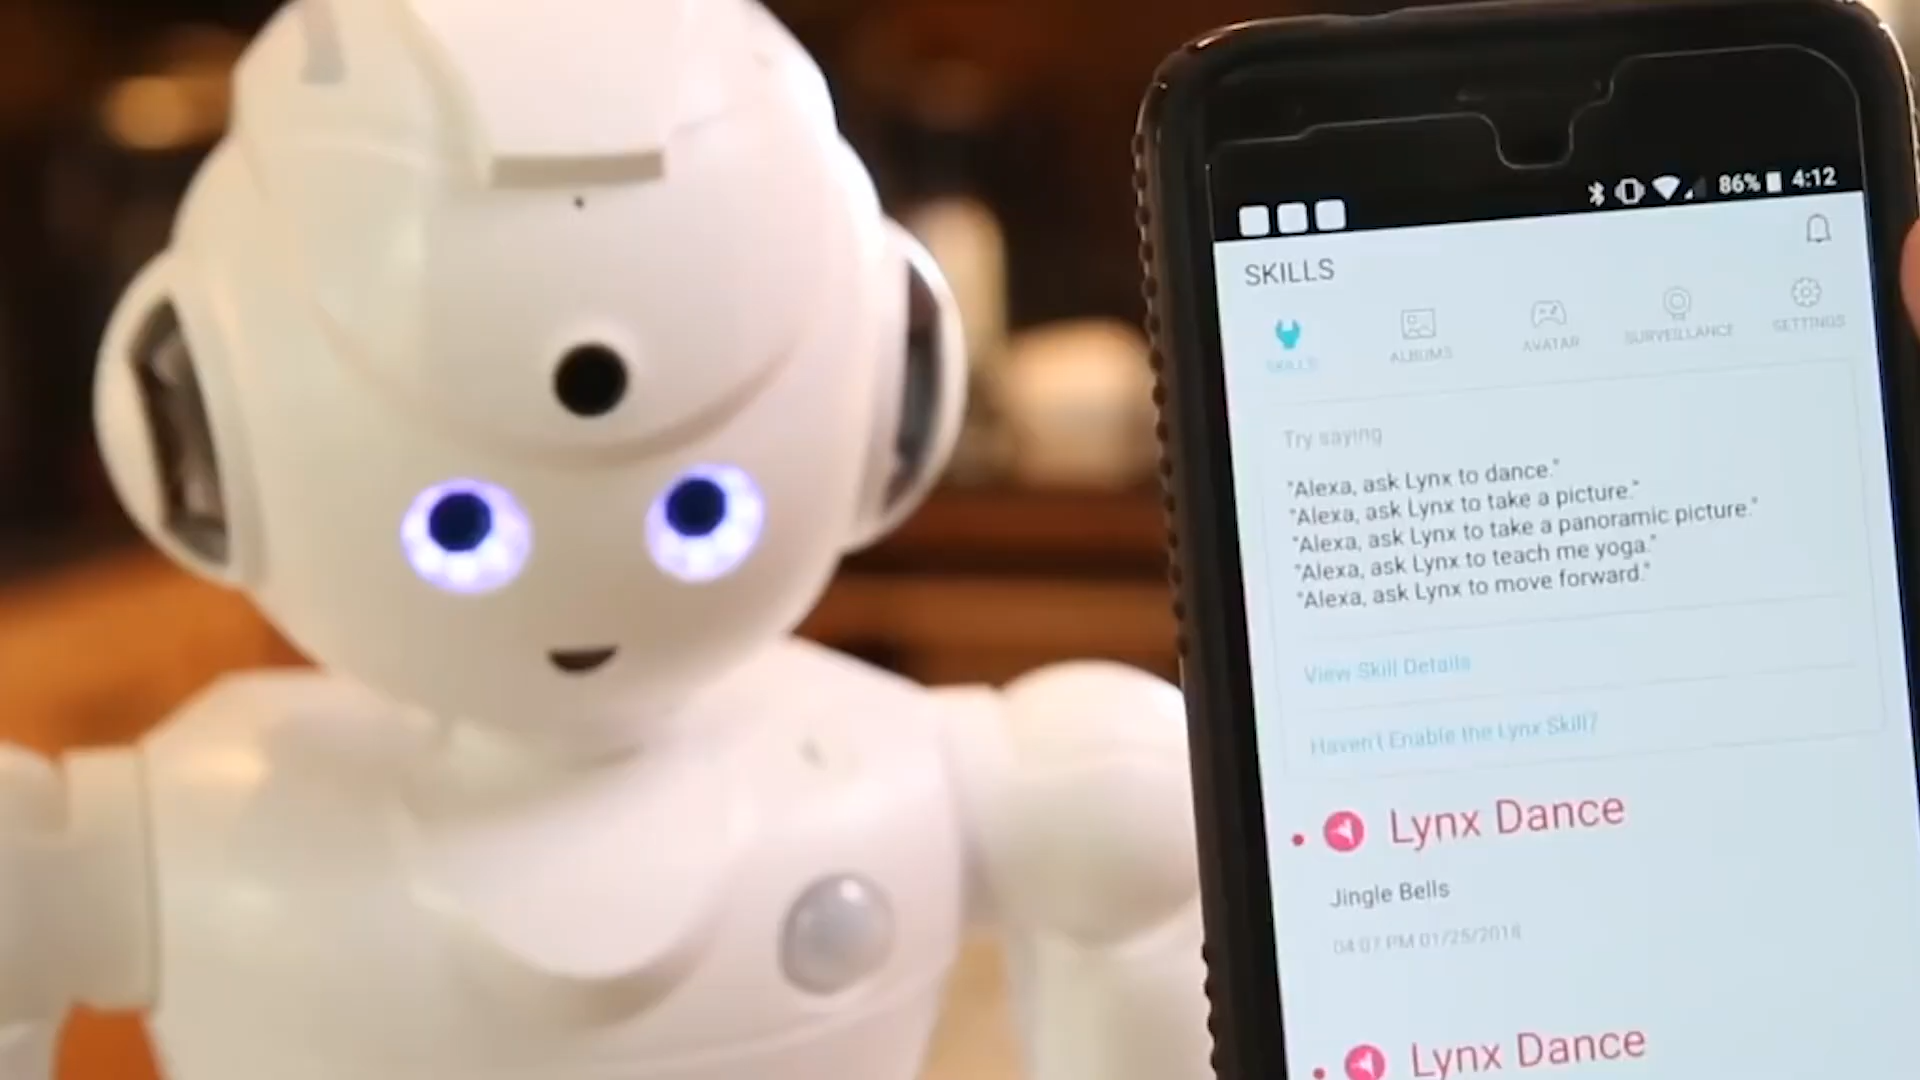 86% 4:12
SKILLS
SKILLS ALBUMS AVATAR SURVEILLANCE SETTINGS
Try saying
"Alexa, ask Lynx to dance."
"Alexa, ask Lynx to take a picture."
"Alexa, ask Lynx to take a panoramic picture."
"Alexa, ask Lynx to teach me yoga."
"Alexa, ask Lynx to move forward."
View Skill Details
Haven't Enable the Lynx Skill?
Lynx Dance
Jingle Bells
04:07 PM 01/25/2018
Lynx Dance